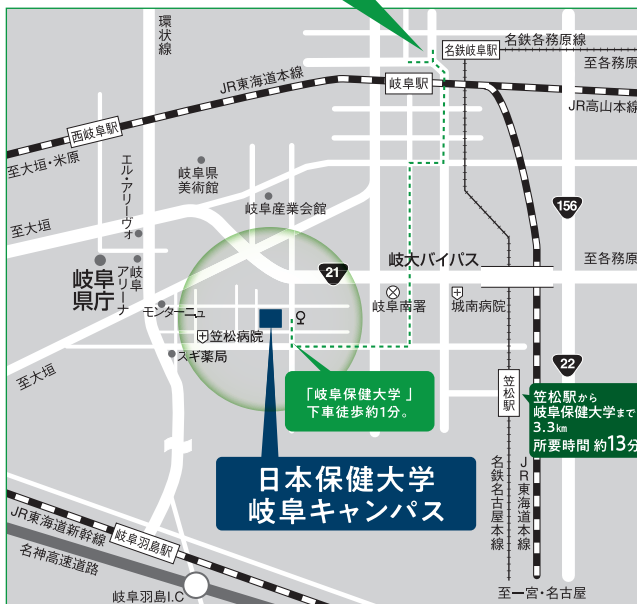 環状線
名鉄岐阜駅
名鉄各務原線
至各務原
JR東海道本線
岐阜駅
JR高山本線
西岐阜駅
至大垣・米原
エル・アリーヴォ
岐阜県
美術館
岐阜産業会館
156
至大垣
岐阜
アリーナ
岐阜
県庁
21
岐大バイパス
至各務原
モンターニュ
岐阜南署
城南病院
笠松病院
スギ薬局
22
至大垣
「岐阜保健大学」
下車徒歩約1分。
笠松駅
笠松駅から
岐阜保健大学まで
3.3km
所要時間 約13分
日本保健大学
岐阜キャンパス
名鉄名古屋本線
JR東海道本線
JR東海道新幹線
岐阜羽島駅
名神高速道路
岐阜羽島I.C
至一宮・名古屋